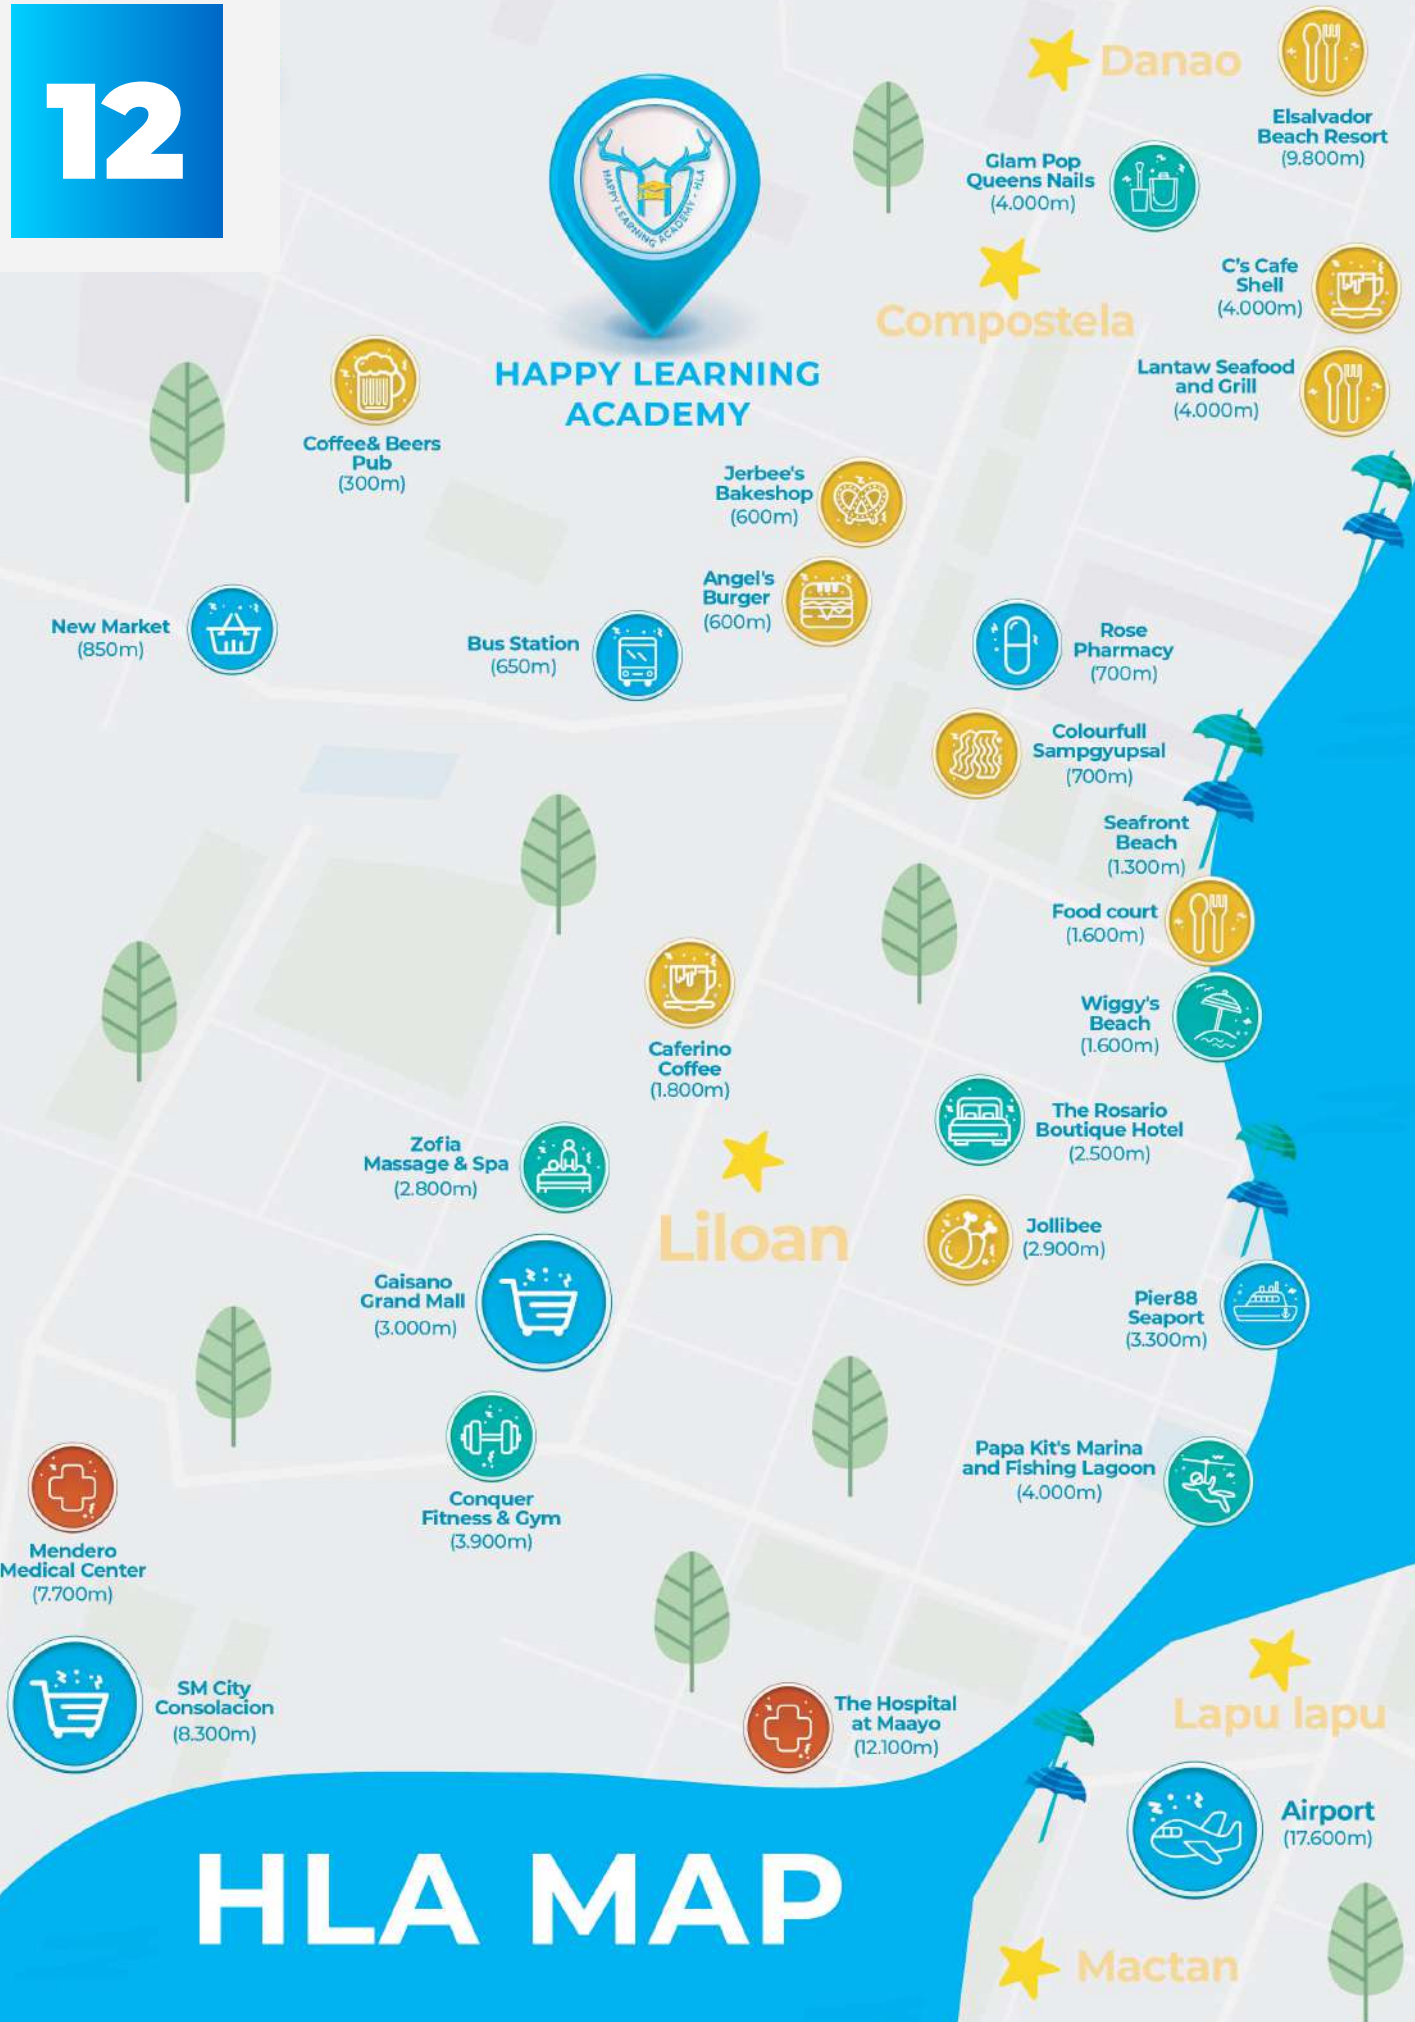 12
Danao
Elsalvador
Beach Resort
(9.800m)
Glam Pop
Queens Nails
(4.000m)
HAPPY LEARNING ACADEMY - HLA
C's Cafe
Shell
(4.000m)
Compostela
HAPPY LEARNING
ACADEMY
Lantaw Seafood
and Grill
(4.000m)
Coffee& Beers
Pub
(300m)
Jerbee's
Bakeshop
(600m)
Angel's
Burger
(600m)
New Market
(850m)
Bus Station
(650m)
Rose
Pharmacy
(700m)
Colourfull
Sampgyupsal
(700m)
Seafront
Beach
(1.300m)
Food court
(1.600m)
Wiggy's
Beach
(1.600m)
Caferino
Coffee
(1.800m)
The Rosario
Boutique Hotel
(2.500m)
Zofia
Massage & Spa
(2.800m)
Liloan
Jollibee
(2.900m)
Gaisano
Grand Mall
(3.000m)
Pier88
Seaport
(3.300m)
Papa Kit's Marina
and Fishing Lagoon
(4.000m)
Conquer
Fitness & Gym
(3.900m)
Mendero
Medical Center
(7.700m)
SM City
Consolacion
(8.300m)
The Hospital
at Maayo
(12.100m)
Lapu lapu
Airport
(17.600m)
HLA MAP
Mactan